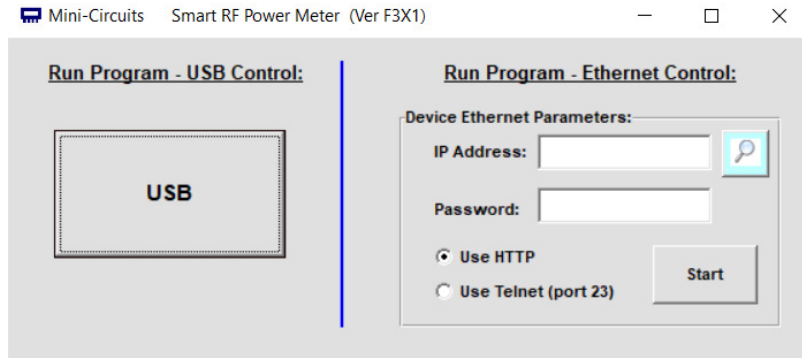 Mini-Circuits Smart RF Power Meter (Ver F3X1)
Run Program - USB Control:
USB
Run Program - Ethernet Control:
Device Ethernet Parameters:
IP Address:
Password:
Use HTTP
Use Telnet (port 23)
Start